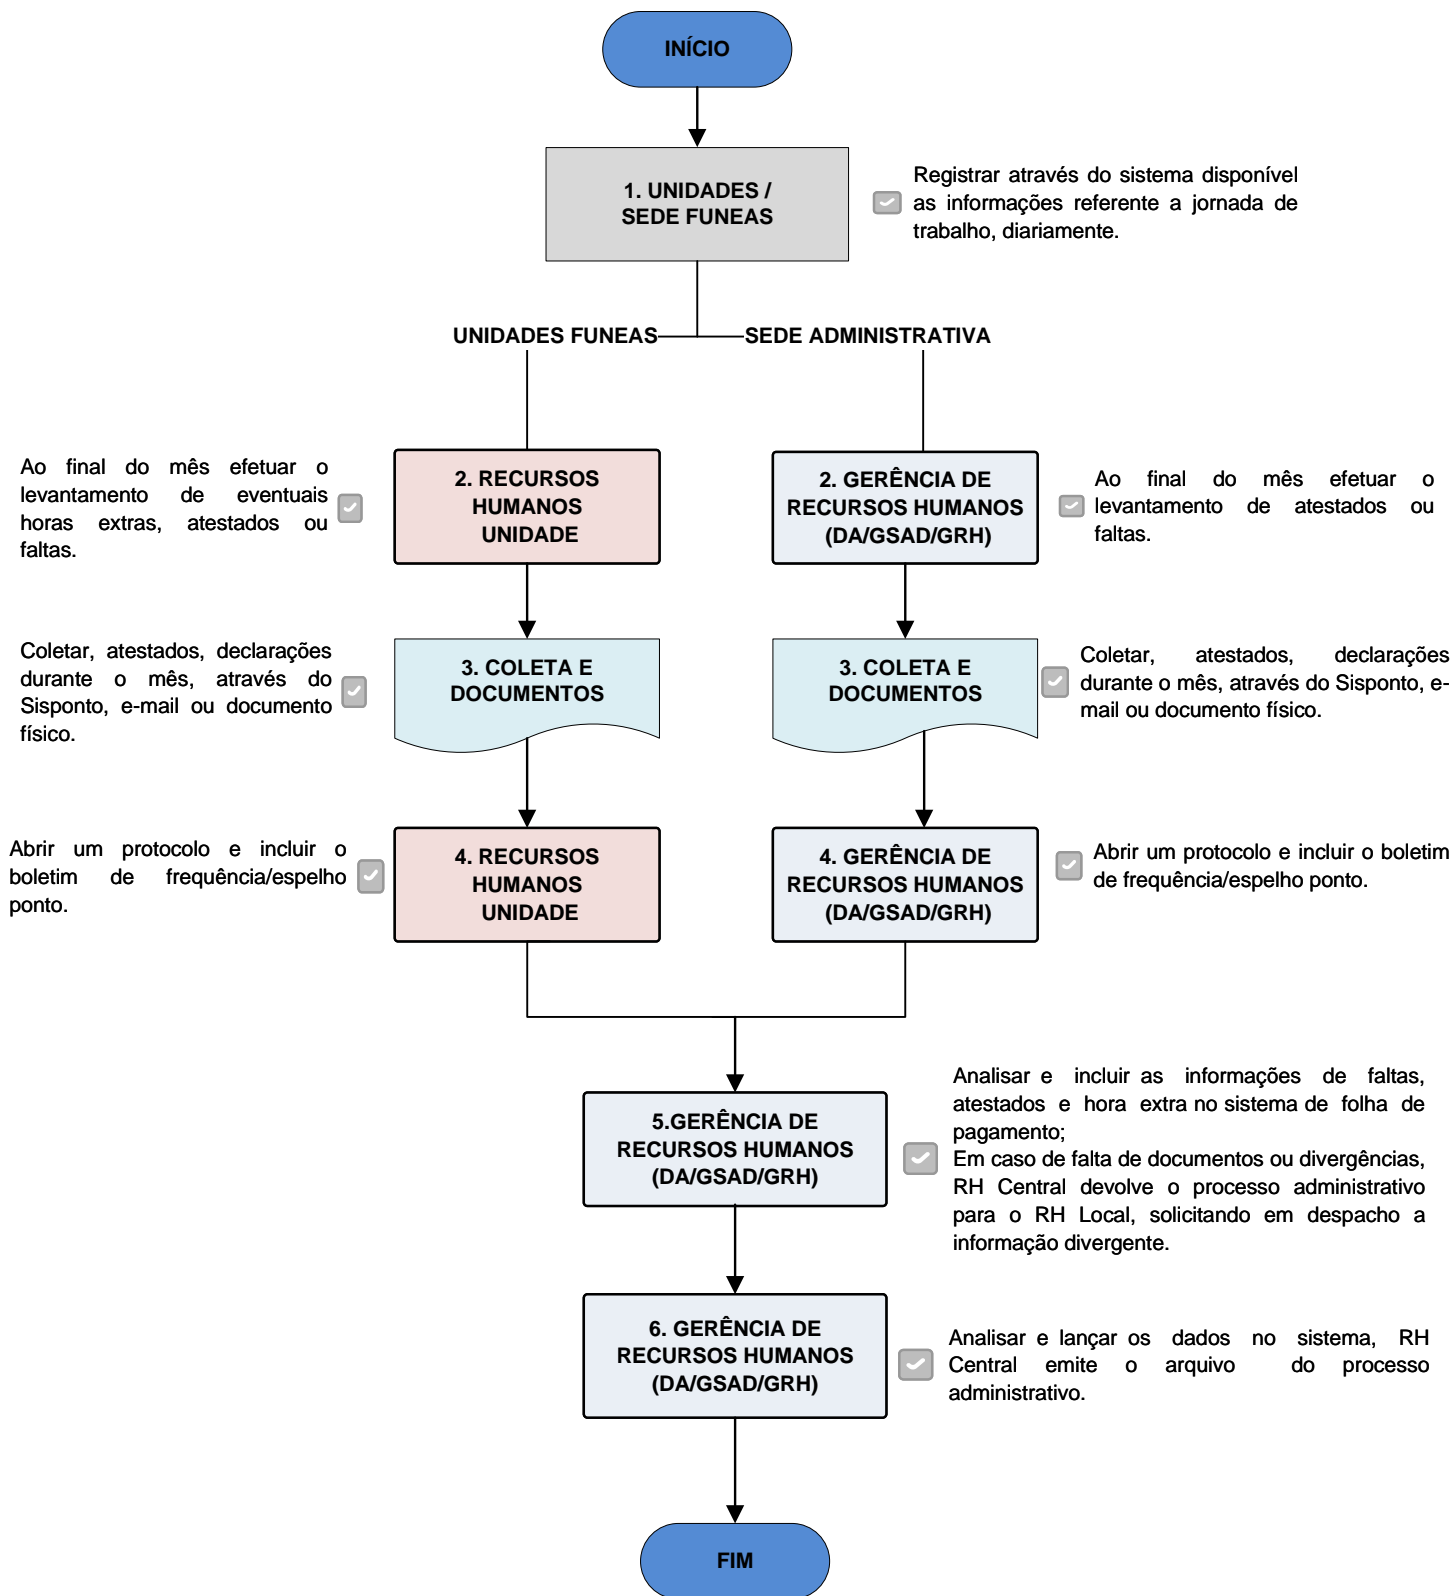 INÍCIO
1. UNIDADES /
SEDE FUNEAS
Registrar através do sistema disponível
as informações referente a jornada de
trabalho, diariamente.
UNIDADES FUNEAS
SEDE ADMINISTRATIVA
Ao final do mês efetuar o
levantamento de eventuais
horas extras, atestados ou
faltas.
2. RECURSOS
HUMANOS
UNIDADE
2. GERÊNCIA DE
RECURSOS HUMANOS
(DA/GSAD/GRH)
Ao final do mês efetuar o
levantamento de atestados ou
faltas.
Coletar, atestados, declarações
durante o mês, através do
Sisponto, e-mail ou documento
físico.
3. COLETA E
DOCUMENTOS
3. COLETA E
DOCUMENTOS
Coletar, atestados, declarações
durante o mês, através do Sisponto, e-
mail ou documento físico.
Abrir um protocolo e incluir o
boletim de frequência/espelho
ponto.
4. RECURSOS
HUMANOS
UNIDADE
4. GERÊNCIA DE
RECURSOS HUMANOS
(DA/GSAD/GRH)
Abrir um protocolo e incluir o boletim
de frequência/espelho ponto.
5.GERÊNCIA DE
RECURSOS HUMANOS
(DA/GSAD/GRH)
Analisar e incluir as informações de faltas,
atestados e hora extra no sistema de folha de
pagamento;
Em caso de falta de documentos ou divergências,
RH Central devolve o processo administrativo
para o RH Local, solicitando em despacho a
informação divergente.
6. GERÊNCIA DE
RECURSOS HUMANOS
(DA/GSAD/GRH)
Analisar e lançar os dados no sistema, RH
Central emite o arquivo do processo
administrativo.
FIM